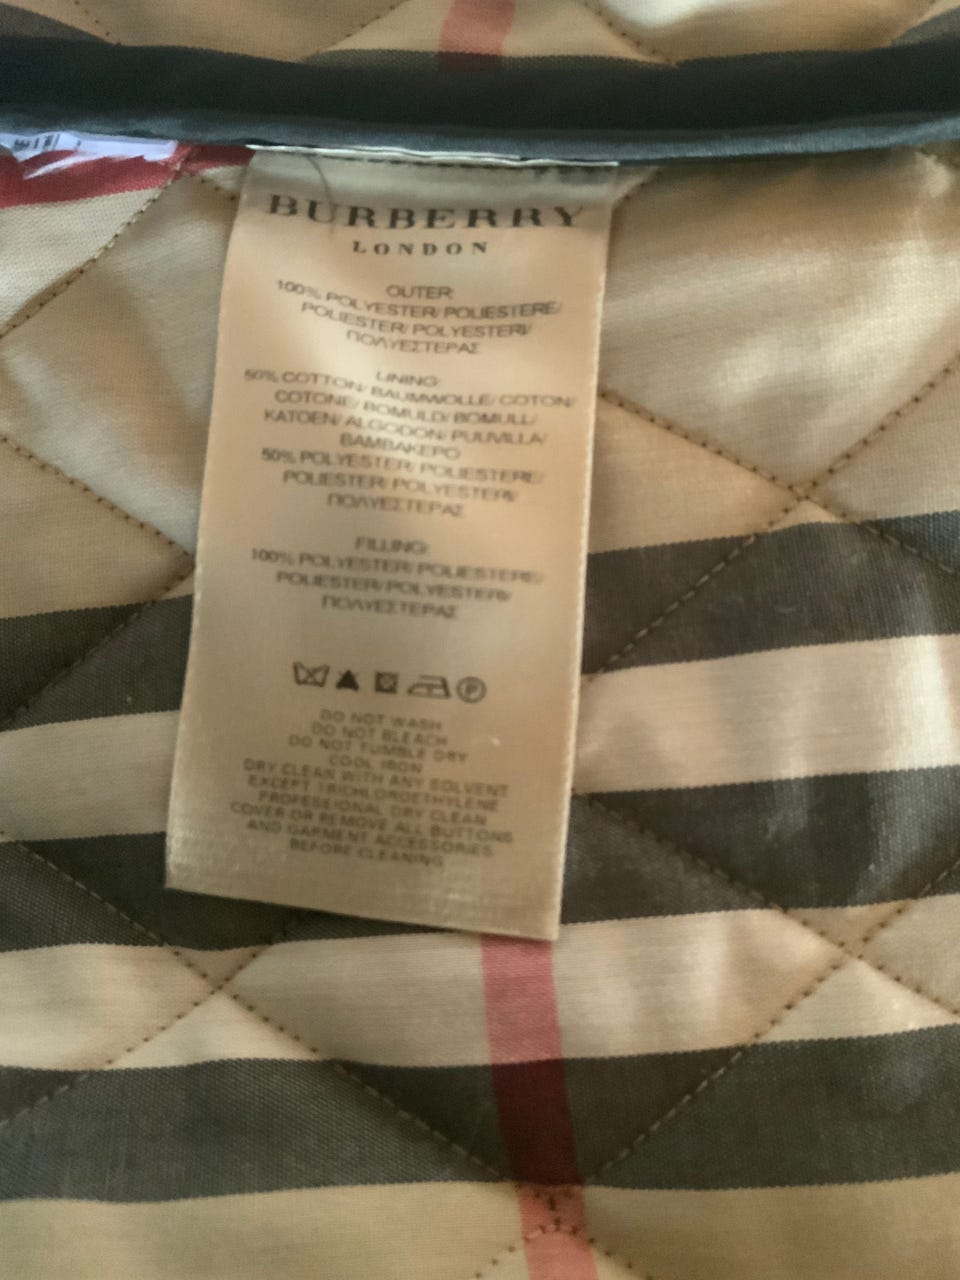 BURBERRY
LONDON
OUTER:
100% POLYESTER/ POLIESTERE/
POLIESTER/ POLYESTERI/
ΠΟΛΥΕΣΤΕΡΑΣ
LINING:
50% COTTON/ BAUMWOLLE/ COTON/
COTONE/ BOMULD/ BOMULL/
KATOEN/ ALGODON/ PUUVILLA/
ΒΑΜΒΑΚΕΡΟ
50% POLYESTER/ POLIESTERE/
POLIESTER/ POLYESTERI/
ΠΟΛΥΕΣΤΕΡΑΣ
FILLING:
100% POLYESTER/ POLIESTERE/
POLIESTER/ POLYESTERI/
ΠΟΛΥΕΣΤΕΡΑΣ
P
DO NOT WASH
DO NOT BLEACH
DO NOT TUMBLE DRY
COOL IRON
DRY CLEAN WITH ANY SOLVENT
EXCEPT TRICHLOROETHYLENE
PROFESSIONAL DRY CLEAN
COVER OR REMOVE ALL BUTTONS
AND GARMENT ACCESSORIES
BEFORE CLEANING